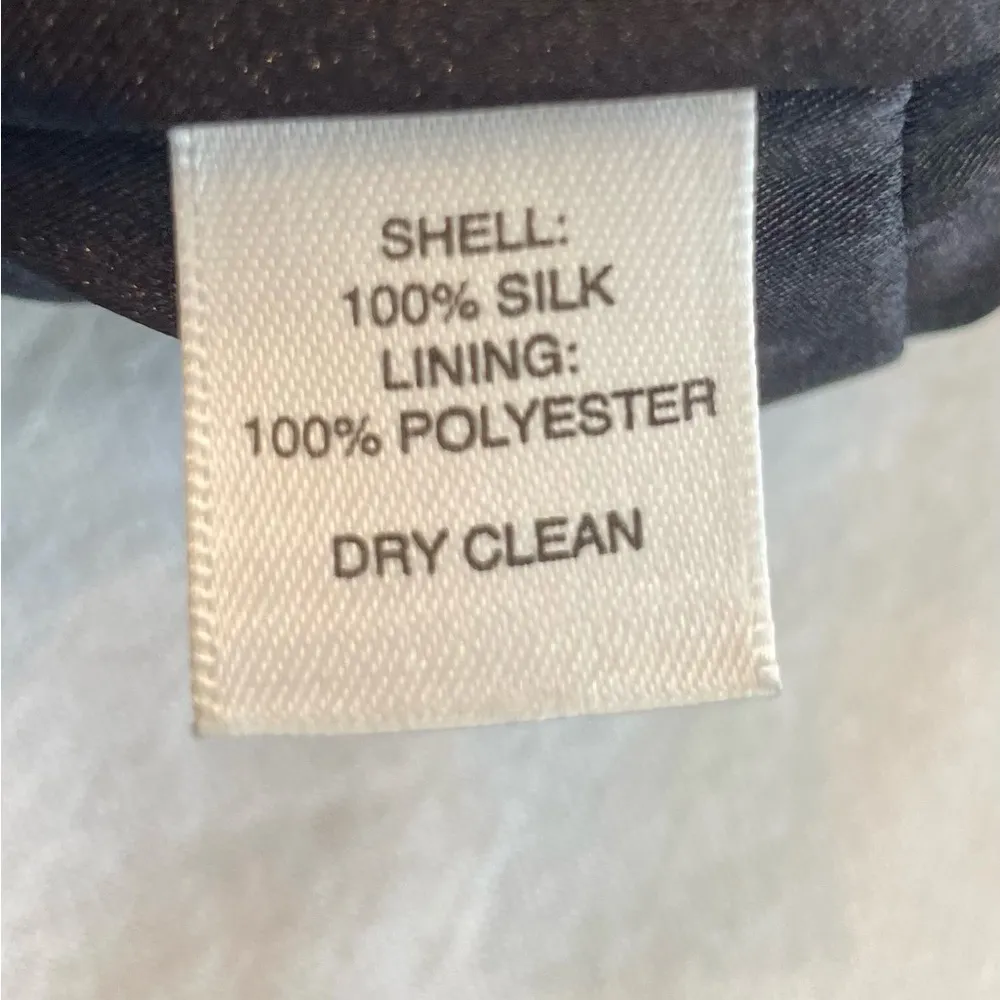 SHELL:
100% SILK
LINING:
100% POLYESTER
DRY CLEAN